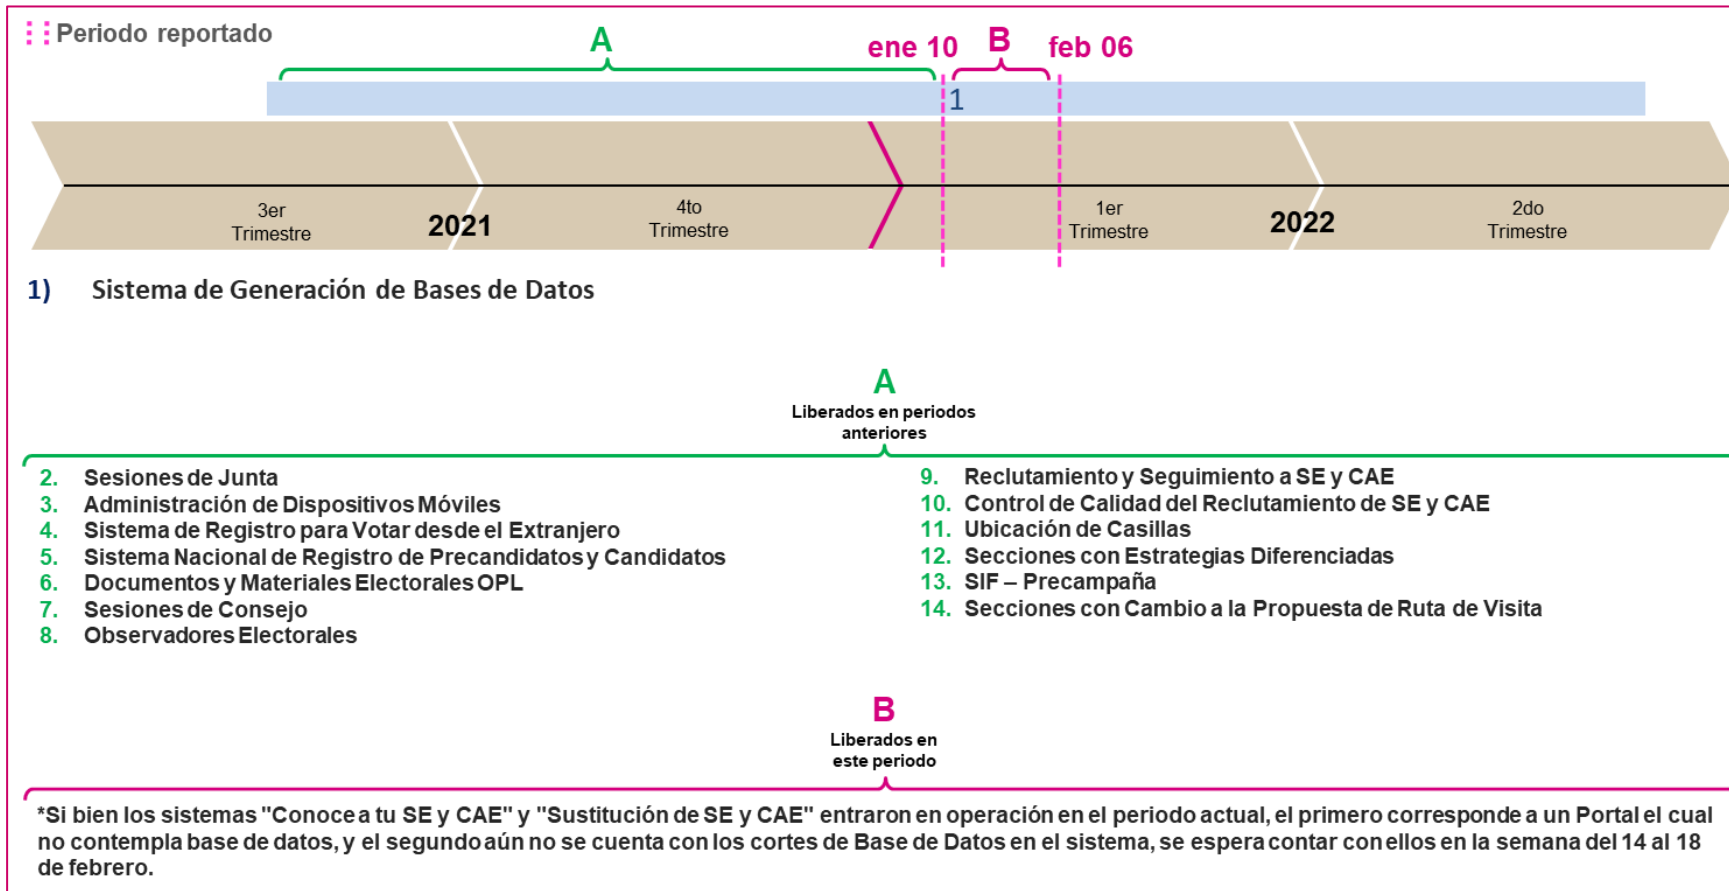 Periodo reportado
A
ene 10
B
feb 06
1
3er
Trimestre
2021
4to
Trimestre
1er
Trimestre
2022
2do
Trimestre
1) Sistema de Generación de Bases de Datos
A
Liberados en periodos
anteriores
2. Sesiones de Junta
3. Administración de Dispositivos Móviles
4. Sistema de Registro para Votar desde el Extranjero
5. Sistema Nacional de Registro de Precandidatos y Candidatos
6. Documentos y Materiales Electorales OPL
7. Sesiones de Consejo
8. Observadores Electorales
9. Reclutamiento y Seguimiento a SE y CAE
10. Control de Calidad del Reclutamiento de SE y CAE
11. Ubicación de Casillas
12. Secciones con Estrategias Diferenciadas
13. SIF – Precampaña
14. Secciones con Cambio a la Propuesta de Ruta de Visita
B
Liberados en
este periodo
*Si bien los sistemas "Conoce a tu SE y CAE" y "Sustitución de SE y CAE" entraron en operación en el periodo actual, el primero corresponde a un Portal el cual
no contempla base de datos, y el segundo aún no se cuenta con los cortes de Base de Datos en el sistema, se espera contar con ellos en la semana del 14 al 18
de febrero.